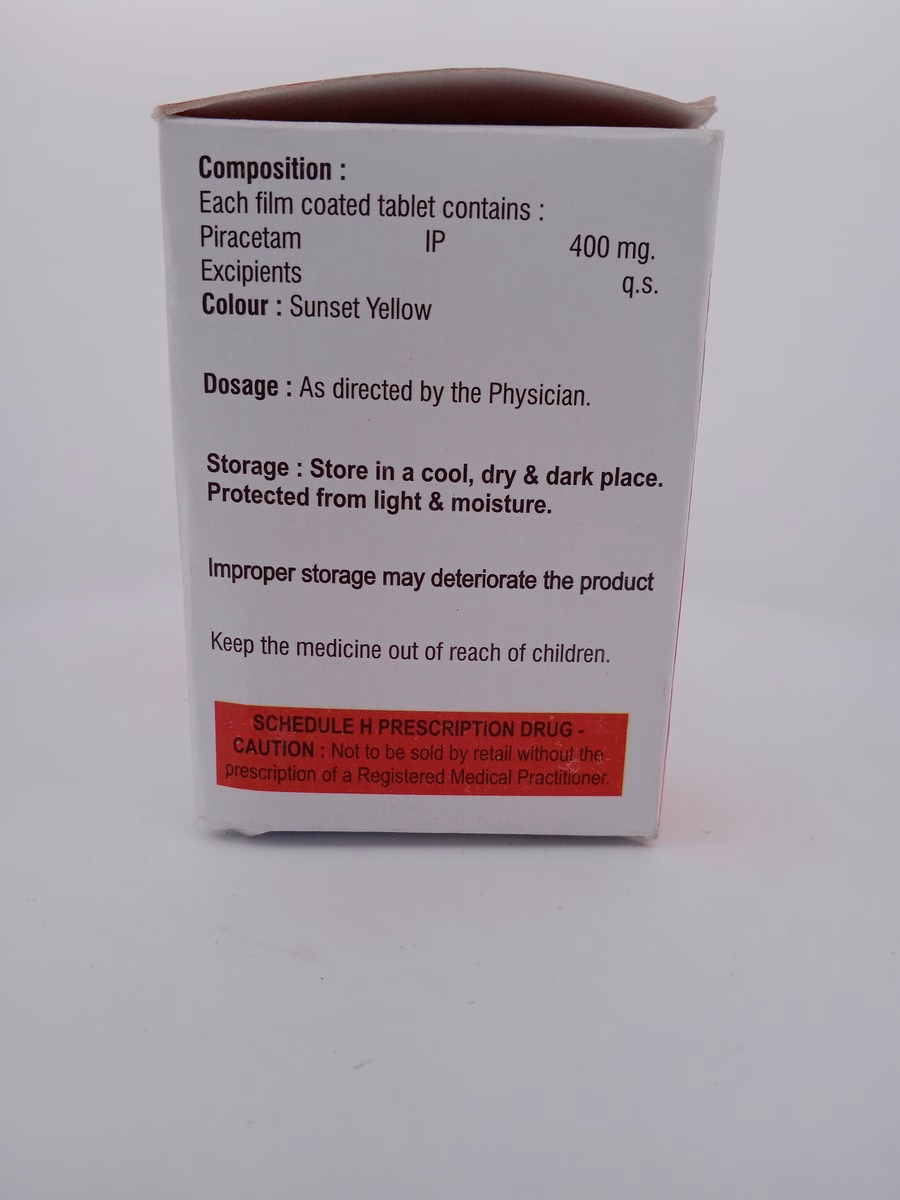 Composition :
Each film coated tablet contains :
Piracetam IP 400 mg.
Excipients q.s.
Colour : Sunset Yellow
Dosage : As directed by the Physician.
Storage : Store in a cool, dry & dark place.
Protected from light & moisture.
Improper storage may deteriorate the product
Keep the medicine out of reach of children.
SCHEDULE H PRESCRIPTION DRUG -
CAUTION : Not to be sold by retail without the
prescription of a Registered Medical Practitioner.